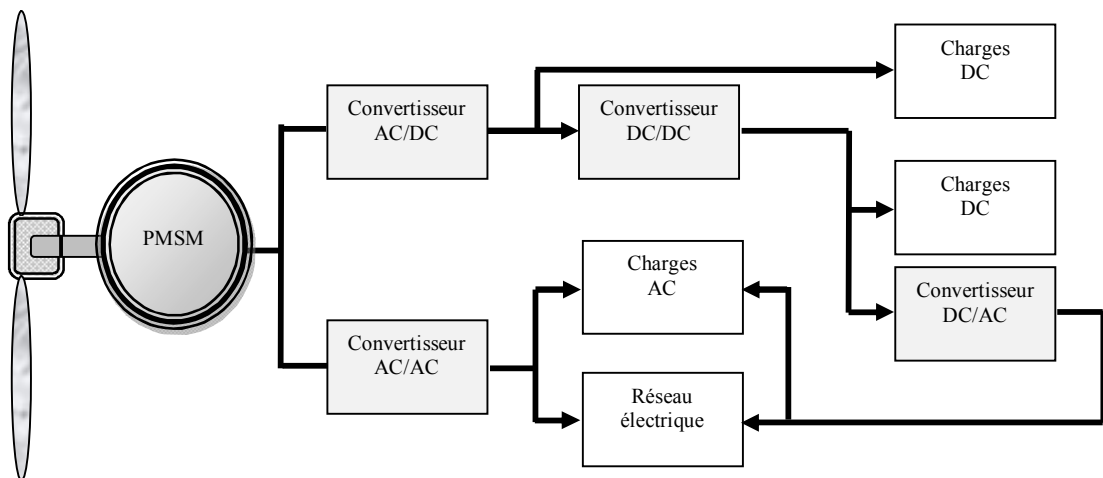 PMSM
Convertisseur
AC/DC
Convertisseur
DC/DC
Charges
DC
Charges
DC
Convertisseur
DC/AC
Charges
AC
Convertisseur
AC/AC
Réseau
électrique